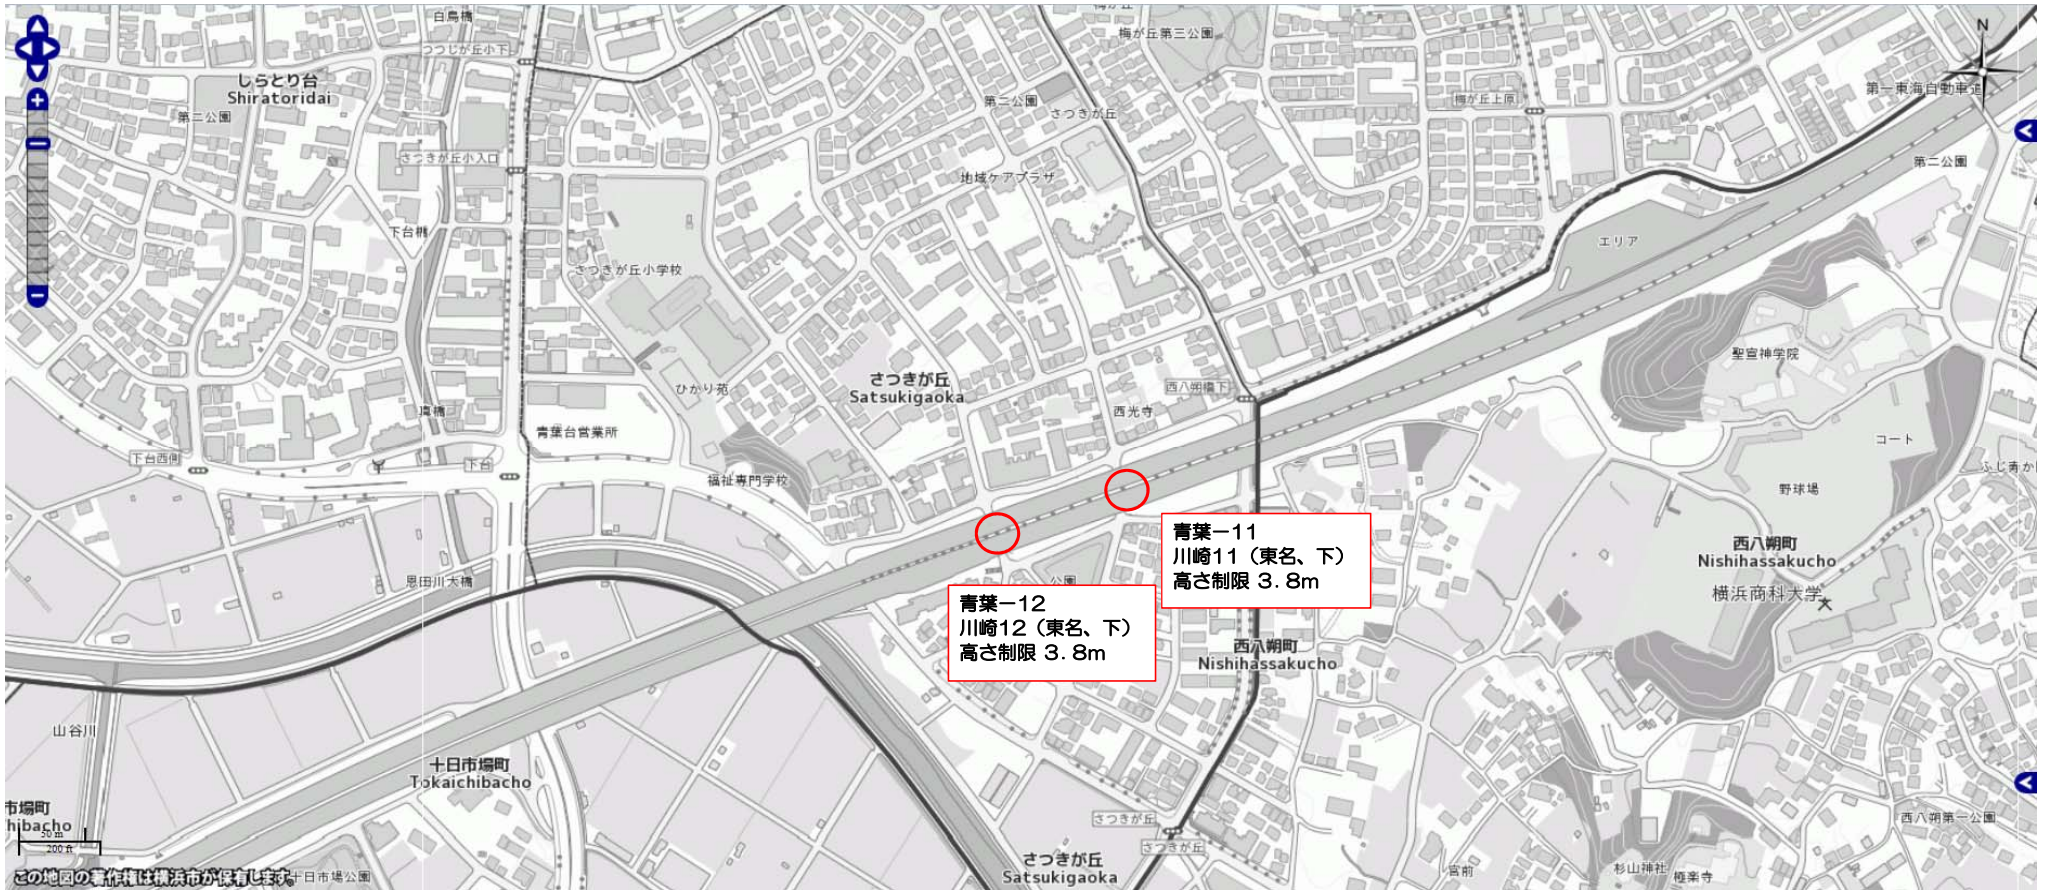 白鳥橋
つつじが丘小下
しらとり台
Shiratoridai
第二公園
さつきが丘小入口
下台橋
さつきが丘小学校
梅が丘第三公園
第二公園
さつきが丘
地域ケアプラザ
梅が丘上原
N
第一東海自動車道
第二公園
エリア
聖宣神学院
コート
野球場
西八朔町
Nishihassakucho
横浜商科大学
さつきが丘
Satsukigaoka
西八朔橋下
西光寺
ひかり苑
真橋
青葉台営業所
下台西側
下台
福祉専門学校
恩田川大橋
公園
青葉－11
川崎11（東名、下）
高さ制限 3.8m
青葉－12
川崎12（東名、下）
高さ制限 3.8m
西八朔町
Nishihassakucho
山谷川
十日市場町
Tokaichibacho
市場町
hibacho
50 m
200 ft
この地図の著作権は横浜市が保有します。
十日市場公園
さつきが丘
さつきが丘
さつきが丘
Satsukigaoka
西八朔第一公園
宮前
杉山神社
極楽寺